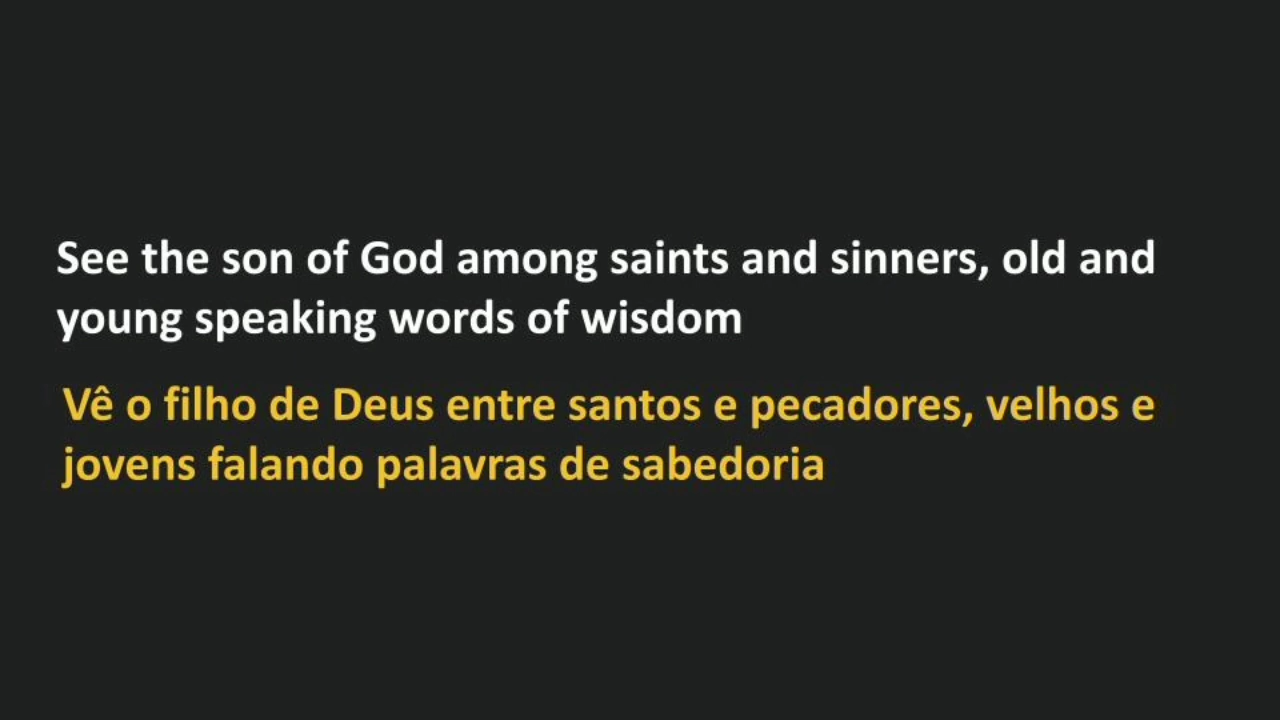 See the son of God among saints and sinners, old and
young speaking words of wisdom
Vê o filho de Deus entre santos e pecadores, velhos e
jovens falando palavras de sabedoria